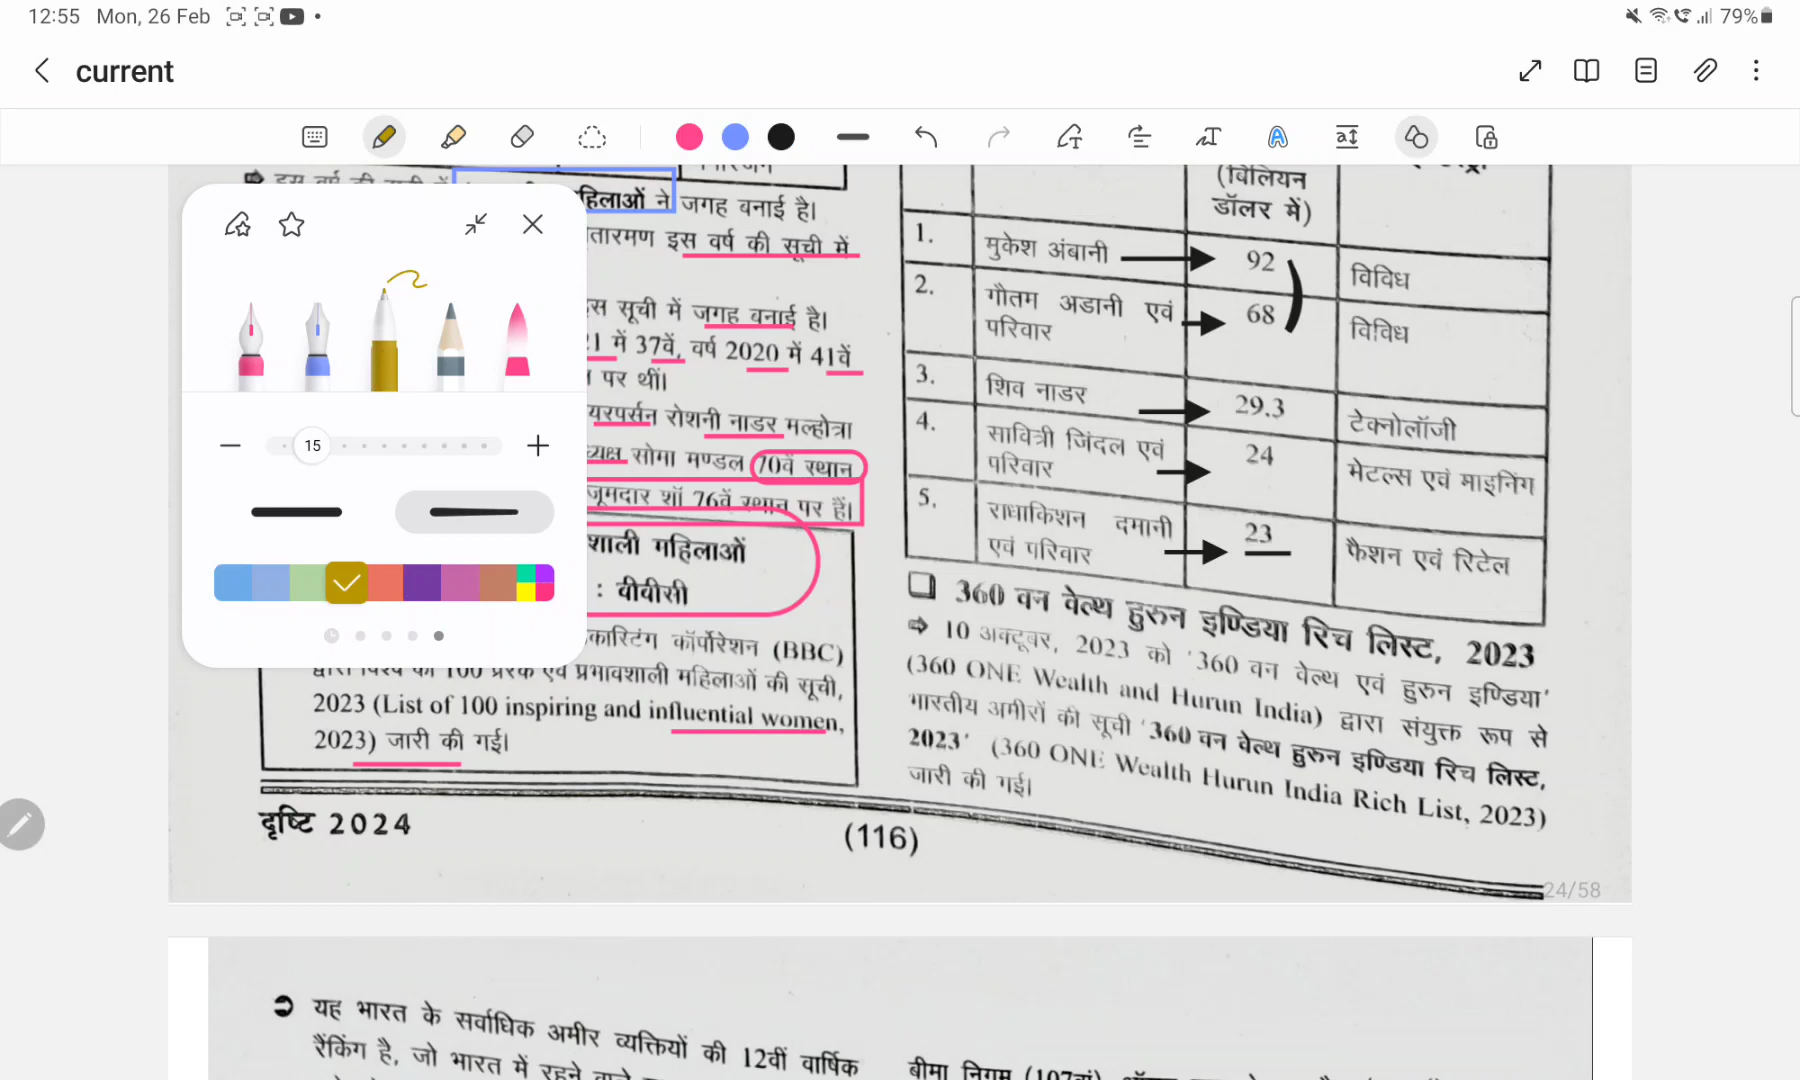 12:55 Mon, 26 Feb
79%
current
15
हिलाओं ने जगह बनाई है।
तारमण इस वर्ष की सूची में
स सूची में जगह बनाई है।
21 में 37वें, वर्ष 2020 में 41वें
पर थीं।
यरपर्सन रोशनी नाडर मल्होत्रा
ध्यक्ष सोमा मण्डल 70वें स्थान
जूमदार शॉ 76वें स्थान पर हैं।
शाली महिलाओं
: बीबीसी
कास्टिंग कॉर्पोरेशन (BBC)
द्वारा विश्व की 100 प्रेरक एवं प्रभावशाली महिलाओं की सूची,
2023 (List of 100 inspiring and influential women,
2023) जारी की गई।
(बिलियन
डॉलर में)
1. मुकेश अंबानी 92 विविध
2. गौतम अडानी एवं परिवार 68 विविध
3. शिव नाडर 29.3 टेक्नोलॉजी
4. सावित्री जिंदल एवं परिवार 24 मेटल्स एवं माइनिंग
5. राधाकिशन दमानी एवं परिवार 23 फैशन एवं रिटेल
360 वन वेल्थ हुरुन इण्डिया रिच लिस्ट, 2023
10 अक्टूबर, 2023 को '360 वन वेल्थ एवं हुरुन इण्डिया'
(360 ONE Wealth and Hurun India) द्वारा संयुक्त रूप से
भारतीय अमीरों की सूची '360 वन वेल्थ हुरुन इण्डिया रिच लिस्ट,
2023' (360 ONE Wealth Hurun India Rich List, 2023)
जारी की गई।
दृष्टि 2024
(116)
24/58
यह भारत के सर्वाधिक अमीर व्यक्तियों की 12वीं वार्षिक
रैंकिंग है, जो भारत में रहने वाले
बीमा निगम (107वां)